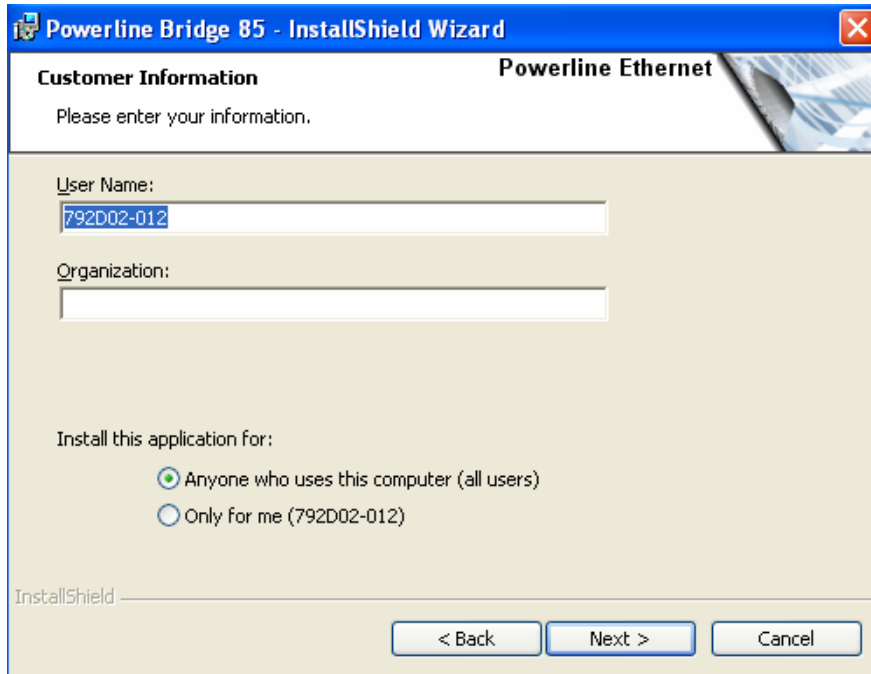 Powerline Bridge 85 - InstallShield Wizard
Customer Information
Powerline Ethernet
Please enter your information.
User Name:
792D02-012
Organization:
Install this application for:
Anyone who uses this computer (all users)
Only for me (792D02-012)
InstallShield
< Back Next > Cancel